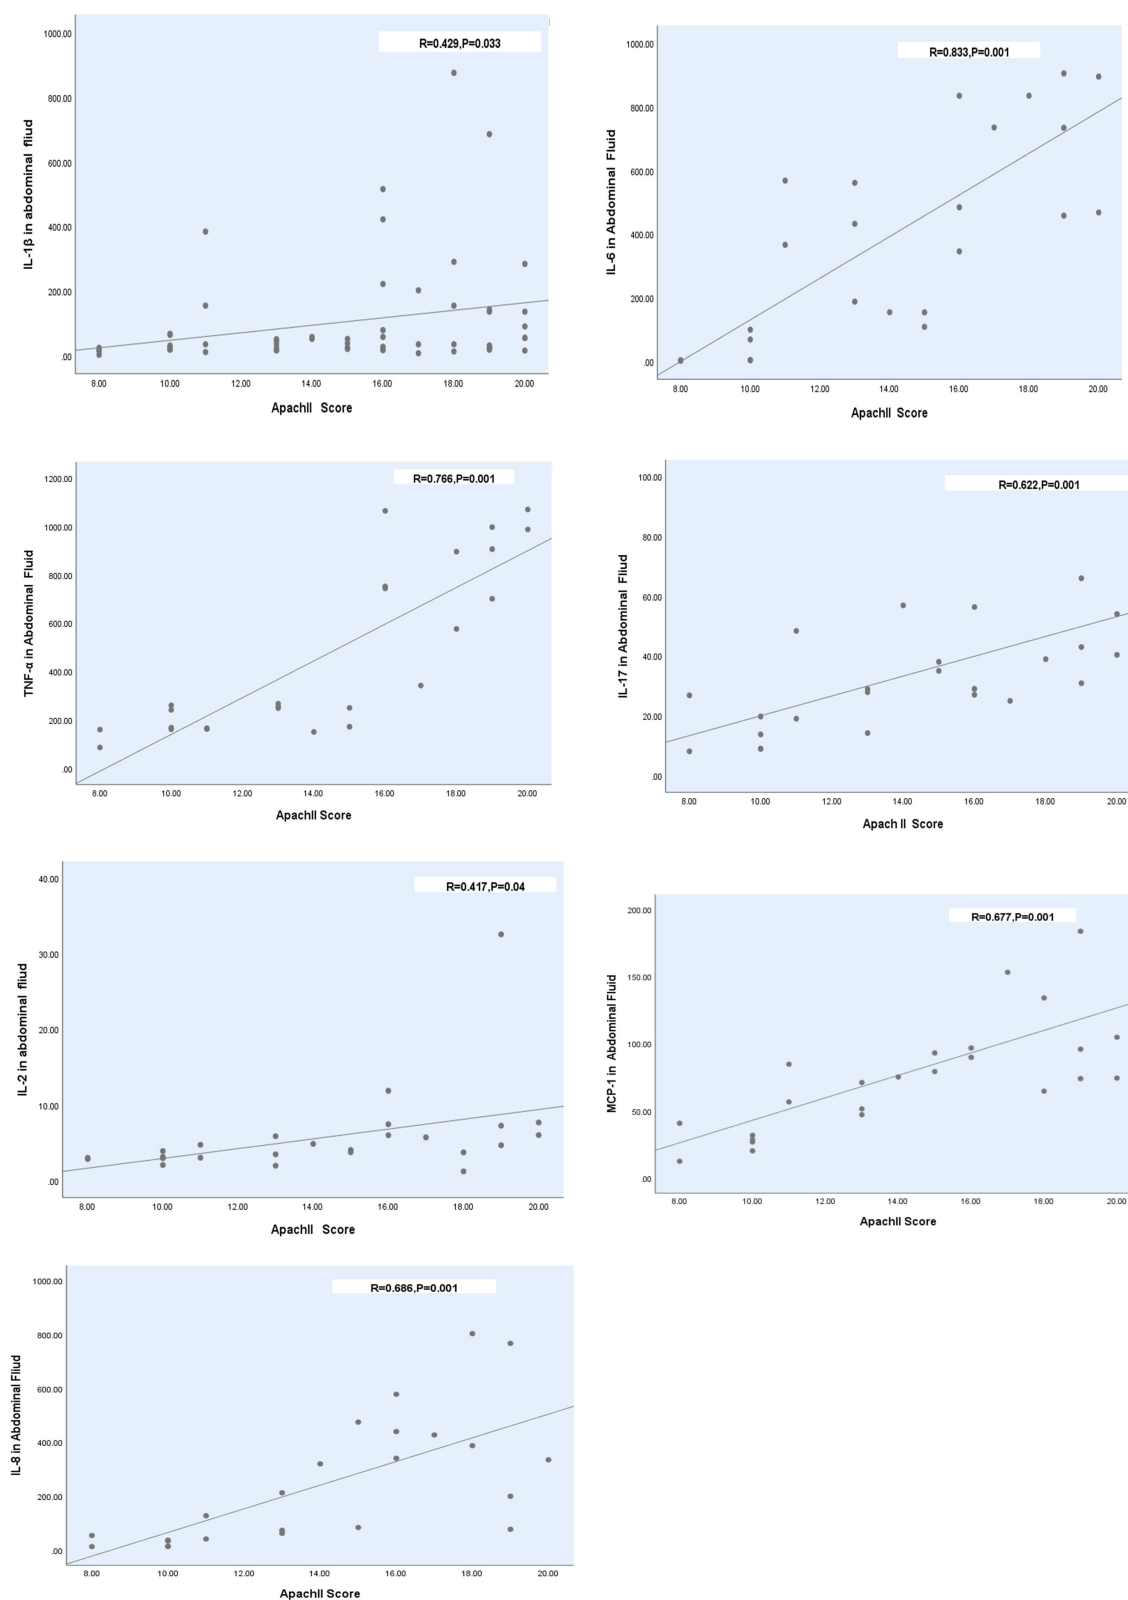 R=0.429,P=0.033
1000.00
800.00
600.00
400.00
200.00
.00
IL-1β in abdominal fliud
8.00 10.00 12.00 14.00 16.00 18.00 20.00
ApachII Score
R=0.833,P=0.001
1000.00
800.00
600.00
400.00
200.00
.00
IL-6 in Abdominal Fluid
8.00 10.00 12.00 14.00 16.00 18.00 20.00
ApachII Score
R=0.766,P=0.001
1200.00
1000.00
800.00
600.00
400.00
200.00
.00
TNF-α in Abdominal Fluid
8.00 10.00 12.00 14.00 16.00 18.00 20.00
ApachII Score
R=0.622,P=0.001
100.00
80.00
60.00
40.00
20.00
.00
IL-17 in Abdominal Fliud
8.00 10.00 12.00 14.00 16.00 18.00 20.00
Apach II Score
R=0.417,P=0.04
40.00
30.00
20.00
10.00
.00
IL-2 in abdominal fliud
8.00 10.00 12.00 14.00 16.00 18.00 20.00
ApachII Score
R=0.677,P=0.001
200.00
150.00
100.00
50.00
.00
MCP-1 in Abdominal Fluid
8.00 10.00 12.00 14.00 16.00 18.00 20.00
ApachII Score
R=0.686,P=0.001
1000.00
800.00
600.00
400.00
200.00
.00
IL-8 in Abdominal Fliud
8.00 10.00 12.00 14.00 16.00 18.00 20.00
ApachII Score